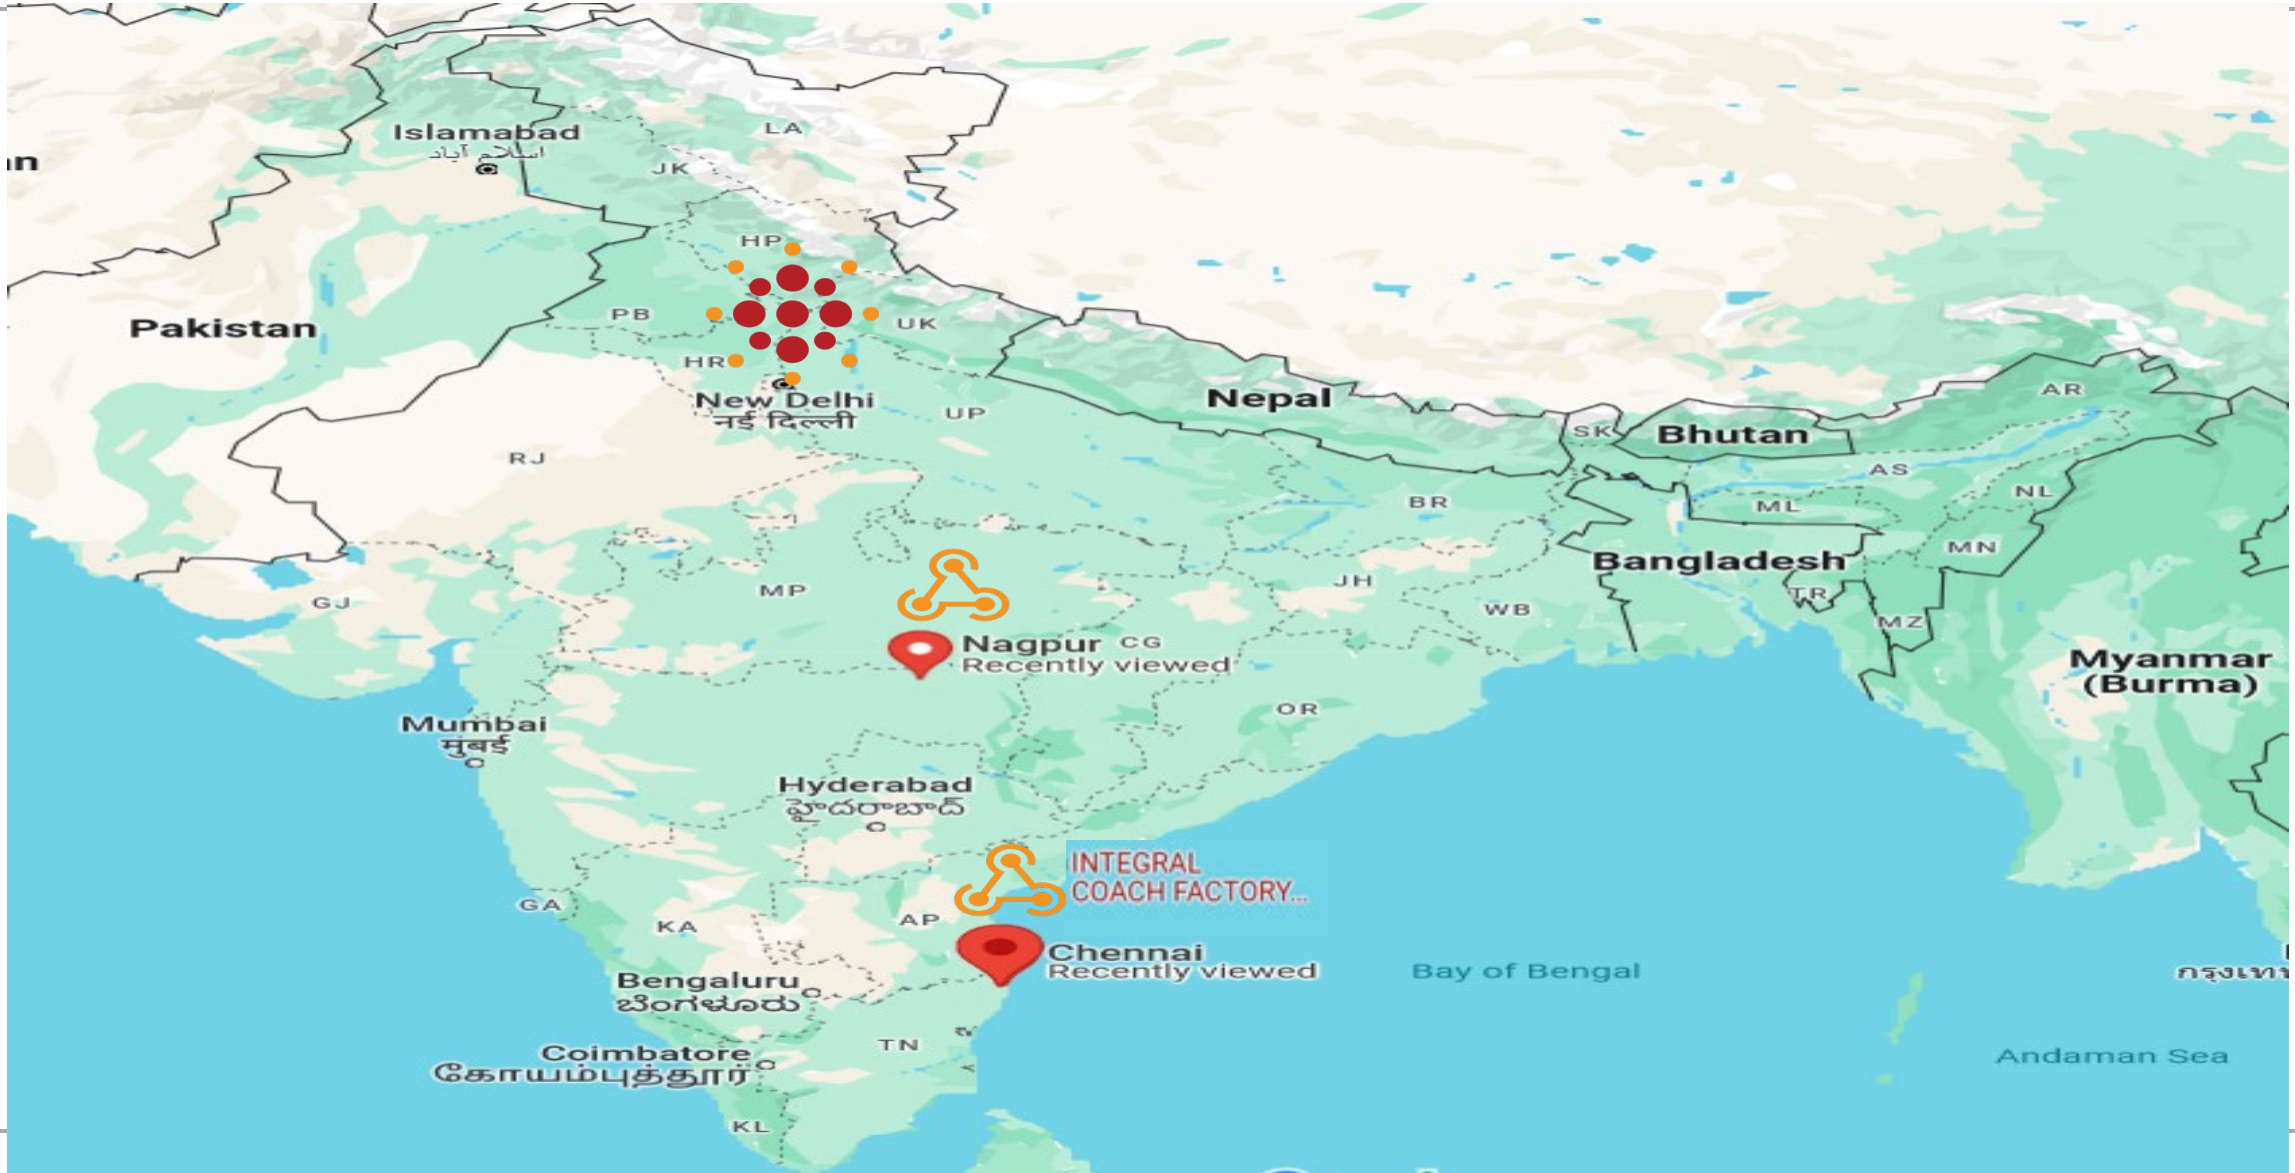 Islamabad
اسلام آباد
LA
JK
HP
PB
UK
Pakistan
HR
New Delhi
नई दिल्ली
UP
RJ
Nepal
AR
SK
Bhutan
AS
BR
NL
ML
MN
Bangladesh
JH
MP
TR
GJ
WB
MZ
Nagpur CG
Recently viewed
Myanmar
(Burma)
OR
Mumbai
मुंबई
Hyderabad
హైదరాబాద్
INTEGRAL
COACH FACTORY...
GA
KA
AP
Chennai
Recently viewed
Bay of Bengal
Bengaluru
ಬೆಂಗಳೂರು
TN
Coimbatore
கோயம்புத்தூர்
Andaman Sea
KL